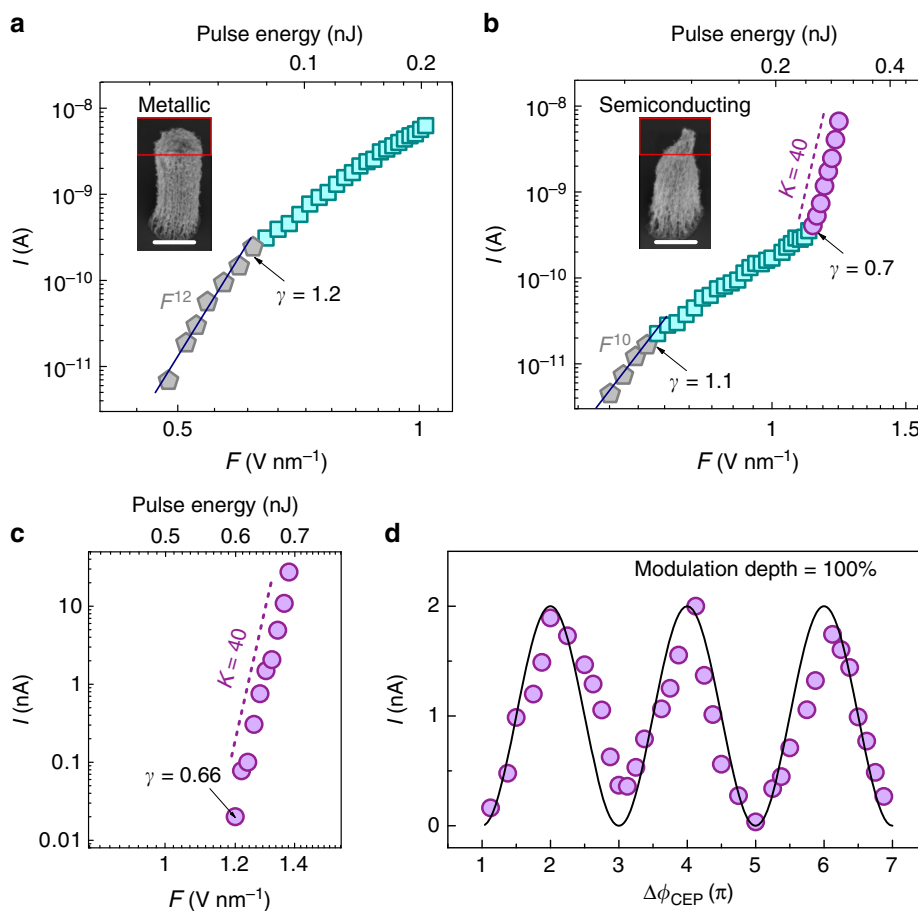 a
Pulse energy (nJ)
0.1
0.2
Metallic
10⁻⁸
10⁻⁹
10⁻¹⁰
10⁻¹¹
I (A)
F¹²
γ = 1.2
0.5
1
F (V nm⁻¹)
b
Pulse energy (nJ)
0.2
0.4
Semiconducting
10⁻⁸
10⁻⁹
10⁻¹⁰
10⁻¹¹
I (A)
K = 40
γ = 0.7
F¹⁰
γ = 1.1
1
1.5
F (V nm⁻¹)
c
Pulse energy (nJ)
0.5
0.6
0.7
10
1
0.1
0.01
I (nA)
K = 40
γ = 0.66
1
1.2
1.4
F (V nm⁻¹)
d
Modulation depth = 100%
2
1
0
I (nA)
1
2
3
4
5
6
7
Δϕ_CEP (π)